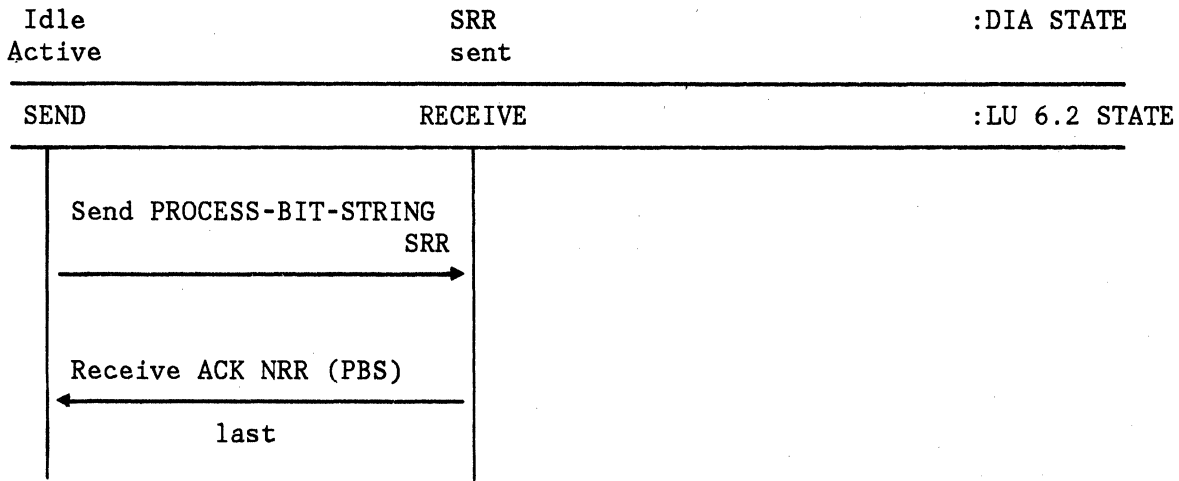 Idle SRR :DIA STATE
Active sent
SEND RECEIVE :LU 6.2 STATE
Send PROCESS-BIT-STRING
SRR
Receive ACK NRR (PBS)
last